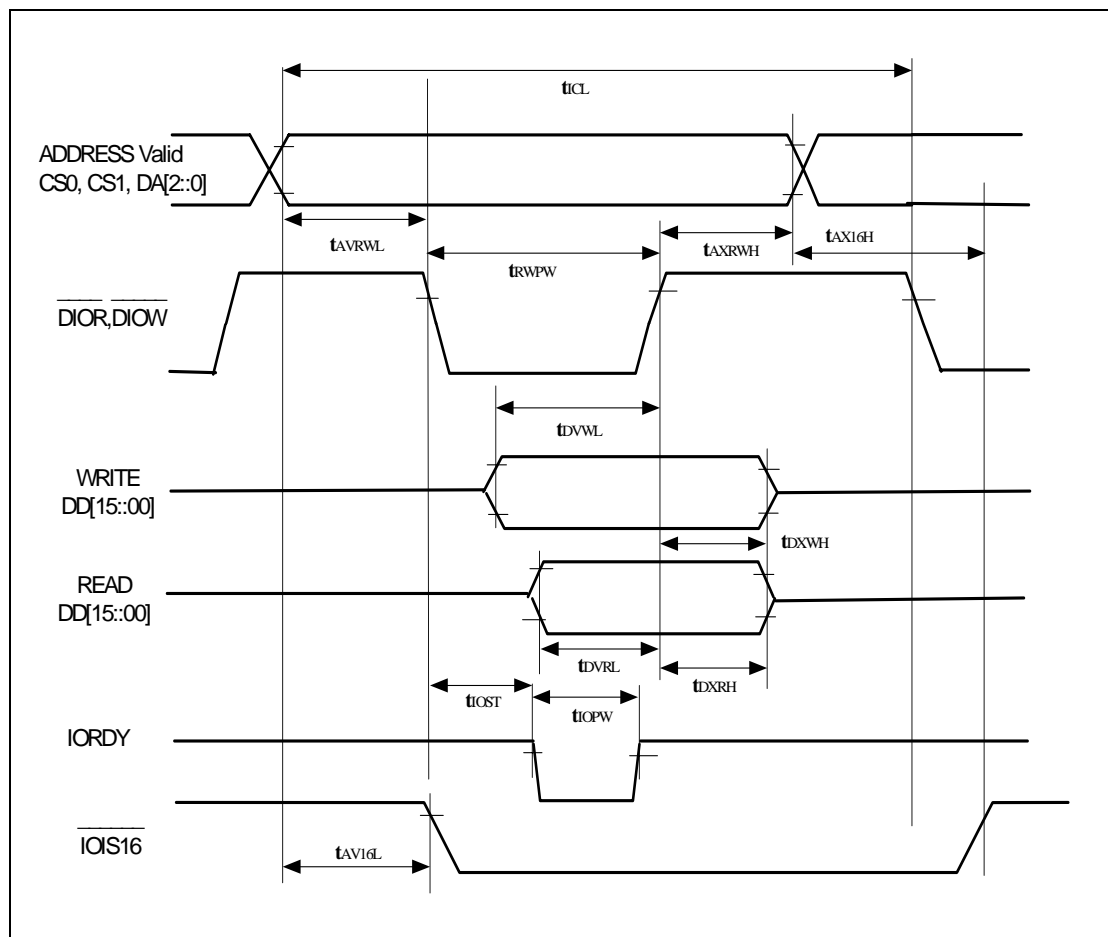 tICL
ADDRESS Valid
CS0, CS1, DA[2::0]
tAVRWL
tRWPW
tAXRWH
tAX16H
DIOR,DIOW
tDVWL
WRITE
DD[15::00]
tDXWH
READ
DD[15::00]
tDVRL
tDXRH
tIOST
tIOPW
IORDY
IOIS16
tAV16L